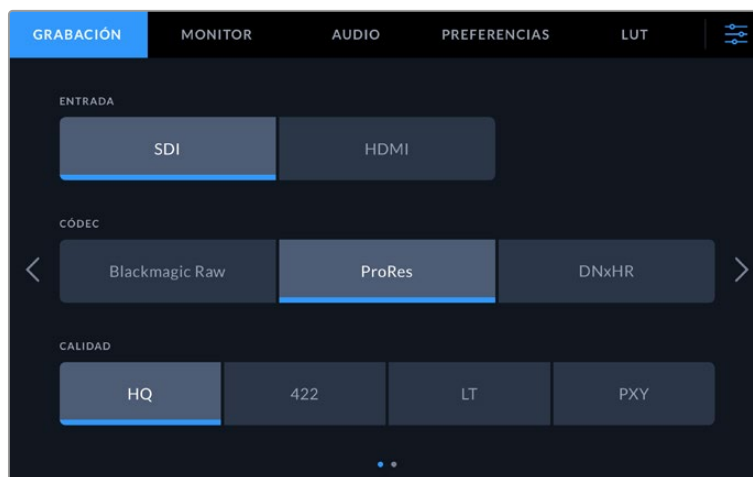 GRABACIÓN MONITOR AUDIO PREFERENCIAS LUT
ENTRADA
SDI HDMI
CÓDEC
Blackmagic Raw ProRes DNxHR
CALIDAD
HQ 422 LT PXY